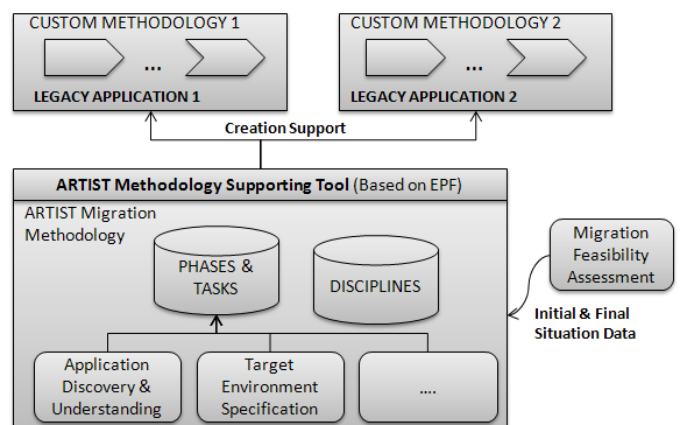 CUSTOM METHODOLOGY 1
...
LEGACY APPLICATION 1
CUSTOM METHODOLOGY 2
...
LEGACY APPLICATION 2
Creation Support
ARTIST Methodology Supporting Tool (Based on EPF)
ARTIST Migration
Methodology
PHASES &
TASKS
DISCIPLINES
Migration
Feasibility
Assessment
Initial & Final
Situation Data
Application
Discovery &
Understanding
Target
Environment
Specification
....